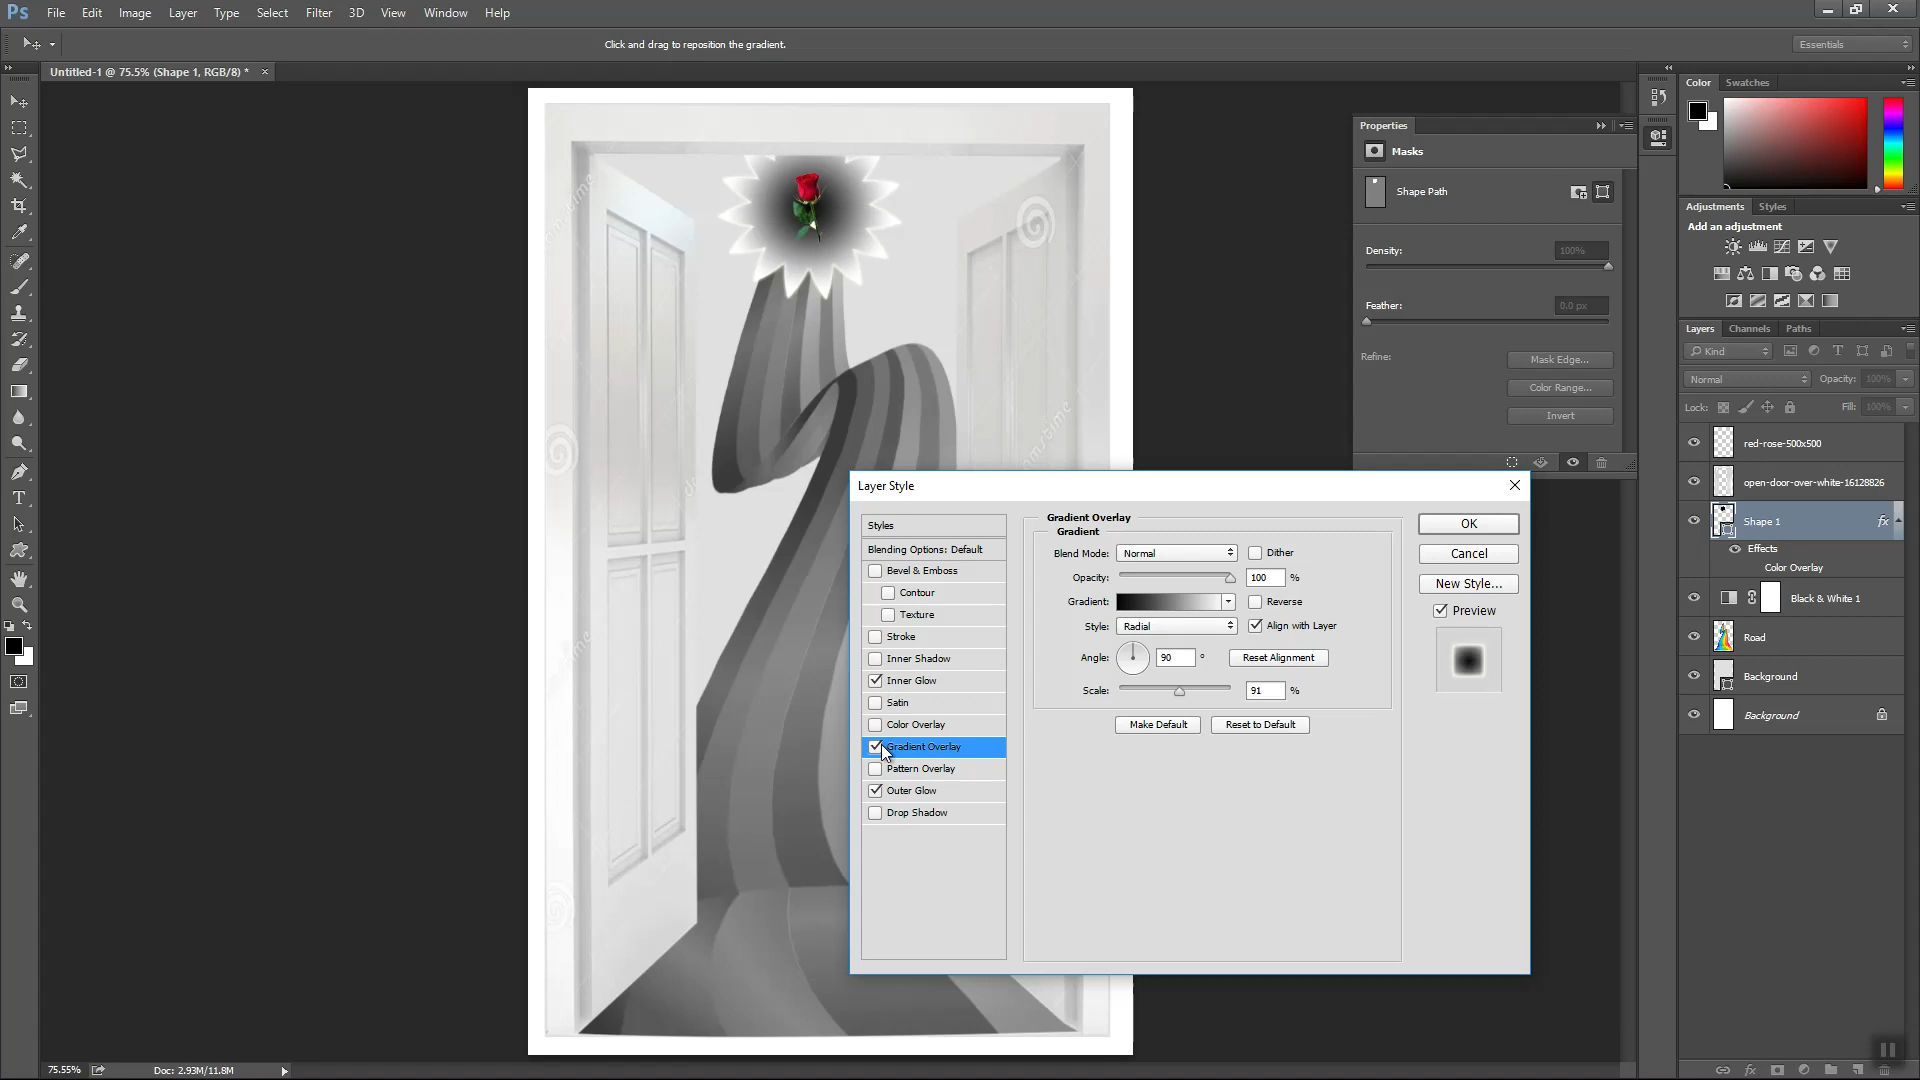 Ps File Edit Image Layer Type Select Filter 3D View Window Help
Click and drag to reposition the gradient.
Essentials
Untitled-1 @ 75.5% (Shape 1, RGB/8) * ×
Color Swatches
Properties
Masks
Shape Path
Density: 100%
Feather: 0.0 px
Refine: Mask Edge...
Color Range...
Invert
Adjustments Styles
Add an adjustment
Layers Channels Paths
Kind
Normal Opacity: 100%
Lock: Fill: 100%
red-rose-500x500
open-door-over-white-16128826
Shape 1 fx
Effects
Color Overlay
Black & White 1
Road
Background
Background
Layer Style
Styles
Blending Options: Default
Bevel & Emboss
Contour
Texture
Stroke
Inner Shadow
Inner Glow
Satin
Color Overlay
Gradient Overlay
Pattern Overlay
Outer Glow
Drop Shadow
Gradient Overlay
Gradient
Blend Mode: Normal Dither
Opacity: 100 %
Gradient: Reverse
Style: Radial Align with Layer
Angle: 90 ° Reset Alignment
Scale: 91 %
Make Default Reset to Default
OK
Cancel
New Style...
Preview
75.55% Doc: 2.93M/11.8M